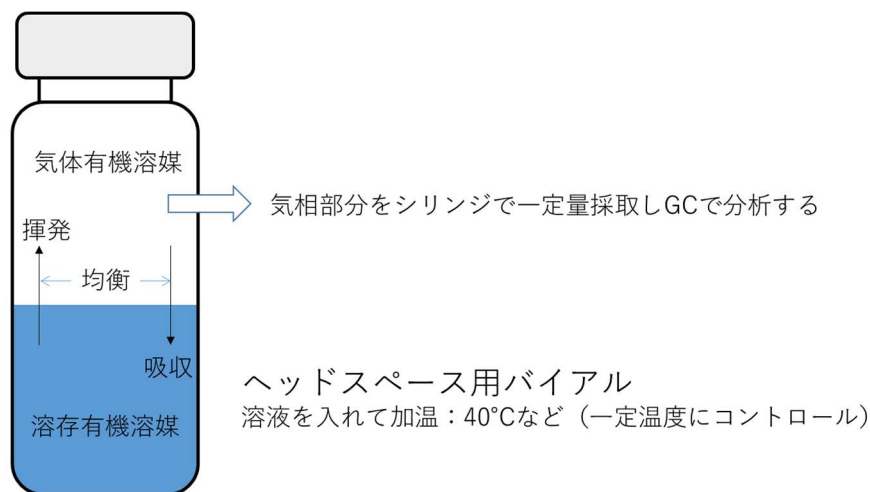 気体有機溶媒
気相部分をシリンジで一定量採取しGCで分析する
揮発
均衡
吸収
ヘッドスペース用バイアル
溶液を入れて加温：40°Cなど（一定温度にコントロール）
溶存有機溶媒